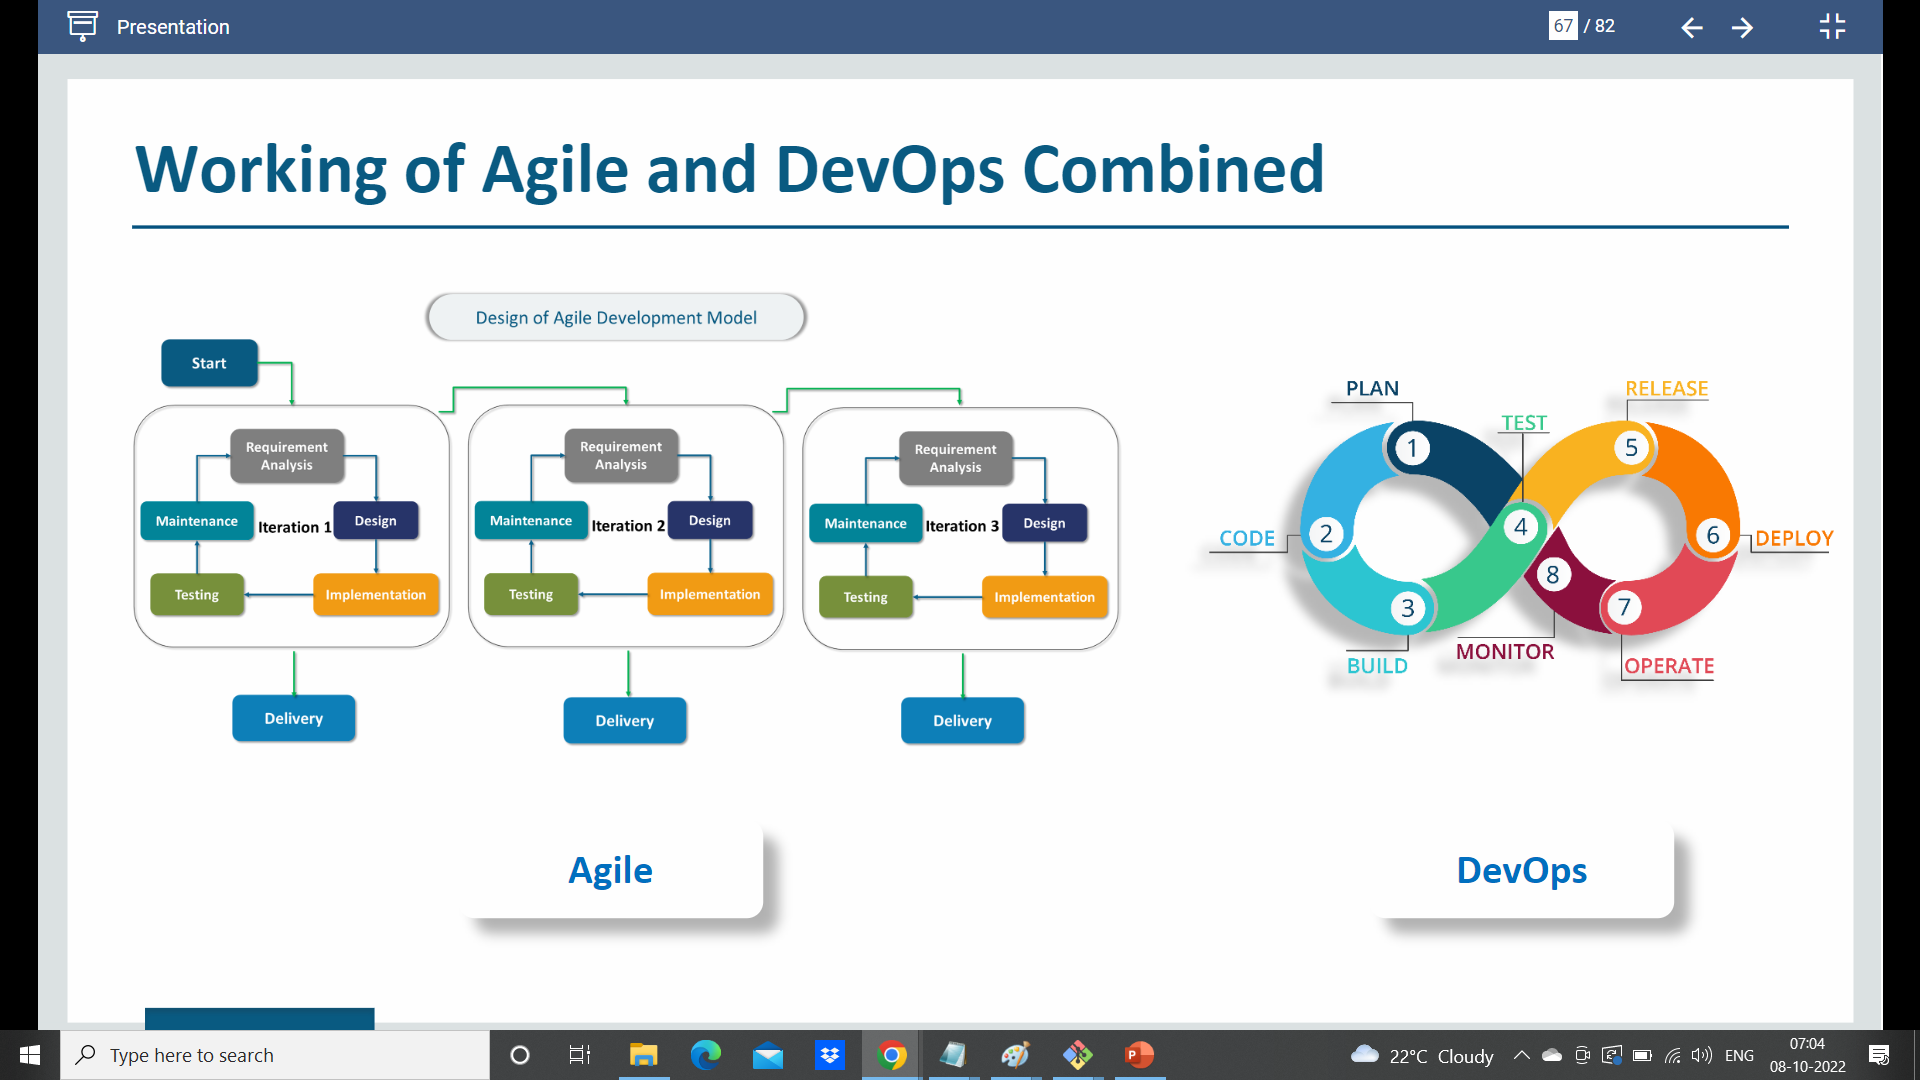 Presentation
67 / 82
Working of Agile and DevOps Combined
Design of Agile Development Model
Start
Requirement
Analysis
Maintenance
Iteration 1
Design
Testing
Implementation
Delivery
Requirement
Analysis
Maintenance
Iteration 2
Design
Testing
Implementation
Delivery
Requirement
Analysis
Maintenance
Iteration 3
Design
Testing
Implementation
Delivery
Agile
PLAN
RELEASE
TEST
1
5
CODE
2
4
6
DEPLOY
8
3
7
MONITOR
BUILD
OPERATE
DevOps
Type here to search
P
22°C Cloudy
ENG
07:04
08-10-2022